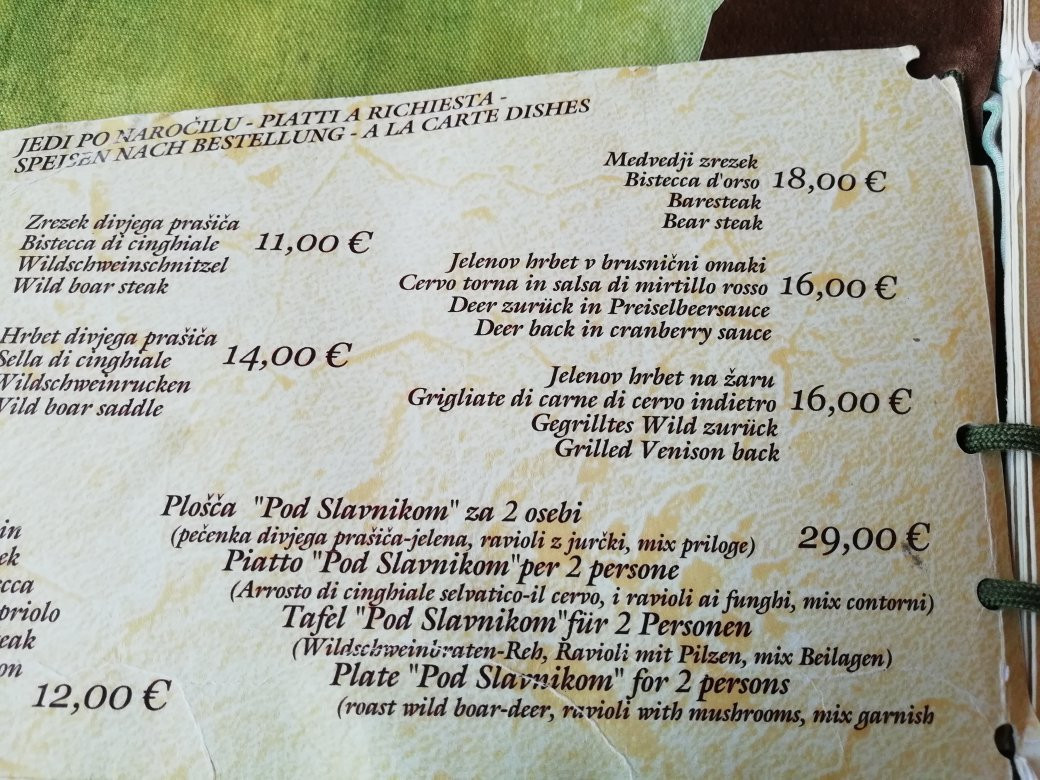 JEDI PO NAROČILU - PIATTI A RICHIESTA -
SPEJSEN NACH BESTELLUNG - A LA CARTE DISHES
Zrezek divjega prašiča
Bistecca di cinghiale 11,00 €
Wildschweinschnitzel
Wild boar steak
Hrbet divjega prašiča
Sella di cinghiale 14,00 €
Wildschweinrucken
Wild boar saddle
Medvedji zrezek
Bistecca d'orso 18,00 €
Baresteak
Bear steak
Jelenov hrbet v brusnični omaki
Cervo torna in salsa di mirtillo rosso 16,00 €
Deer zurück in Preiselbeersauce
Deer back in cranberry sauce
Jelenov hrbet na žaru
Grigliate di carne di cervo indietro 16,00 €
Gegrilltes Wild zurück
Grilled Venison back
Plošča "Pod Slavnikom" za 2 osebi
(pečenka divjega prašiča-jelena, ravioli z jurčki, mix priloge) 29,00 €
Piatto "Pod Slavnikom"per 2 persone
(Arrosto di cinghiale selvatico-il cervo, i ravioli ai funghi, mix contorni)
Tafel "Pod Slavnikom"für 2 Personen
(Wildschweinbraten-Reh, Ravioli mit Pilzen, mix Beilagen)
Plate "Pod Slavnikom" for 2 persons
(roast wild boar-deer, ravioli with mushrooms, mix garnish
in
ek
cca
priolo
eak
on
12,00 €